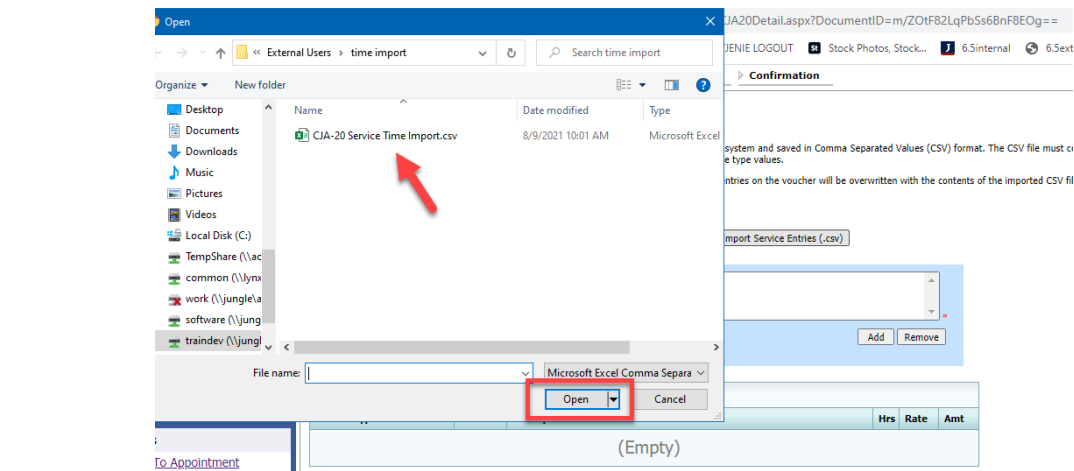 Open
JA20Detail.aspx?DocumentID=m/ZOtF82LqPbSs6BnF8EOg==
« External Users › time import
Search time import
JENIE LOGOUT St Stock Photos, Stock... J 6.5internal 6.5ext
Organize New folder
Confirmation
Name Date modified Type
Desktop
Documents
Downloads
Music
Pictures
Videos
Local Disk (C:)
TempShare (\\ac
common (\\lynx
work (\\jungle\a
software (\\jung
traindev (\\jungl
CJA-20 Service Time Import.csv 8/9/2021 10:01 AM Microsoft Excel
system and saved in Comma Separated Values (CSV) format. The CSV file must c
e type values.
ntries on the voucher will be overwritten with the contents of the imported CSV fil
mport Service Entries (.csv)
*
Add Remove
File name: Microsoft Excel Comma Separa
Open Cancel
Hrs Rate Amt
(Empty)
s
To Appointment